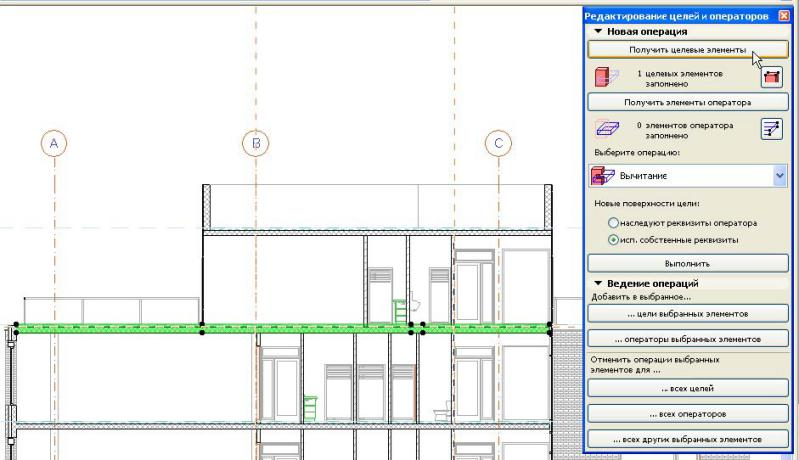 Редактирование целей и операторов
Новая операция
Получить целевые элементы
1 целевых элементов
заполнено
Получить элементы оператора
0 элементов оператора
заполнено
Выберите операцию:
Вычитание
Новые поверхности цели:
наследуют реквизиты оператора
исп. собственные реквизиты
Выполнить
Ведение операций
Добавить в выбранное...
... цели выбранных элементов
... операторы выбранных элементов
Отменить операции выбранных
элементов для ...
... всех целей
... всех операторов
... всех других выбранных элементов
A
B
C